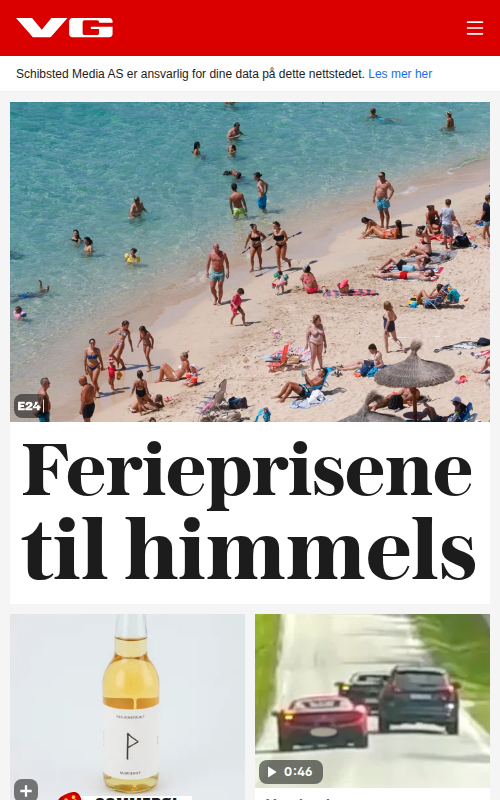 VG
Schibsted Media AS er ansvarlig for dine data på dette nettstedet. Les mer her
E24
Ferieprisene
til himmels
0:46